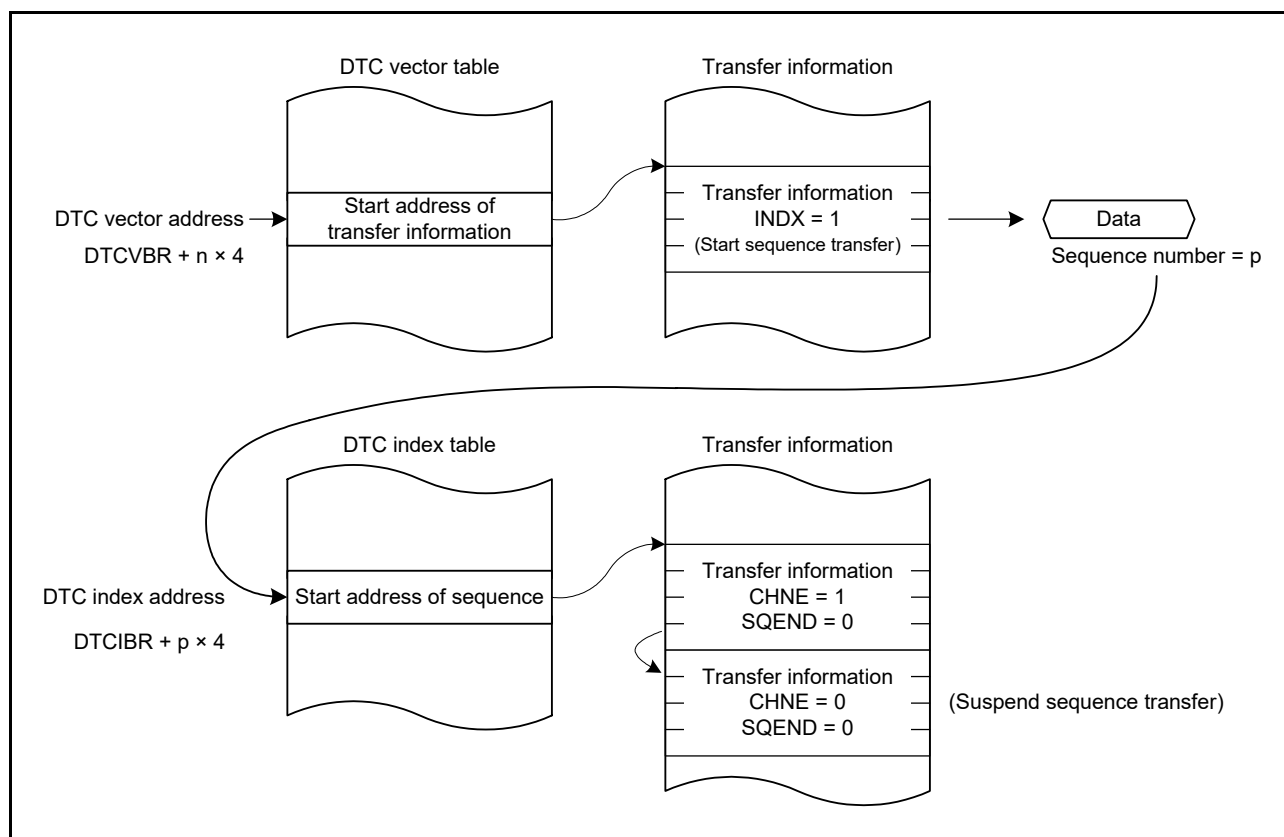 DTC vector table
Transfer information
DTC vector address
DTCVBR + n × 4
Start address of
transfer information
Transfer information
INDX = 1
(Start sequence transfer)
Data
Sequence number = p
DTC index table
Transfer information
DTC index address
DTCIBR + p × 4
Start address of sequence
Transfer information
CHNE = 1
SQEND = 0
Transfer information
CHNE = 0
SQEND = 0
(Suspend sequence transfer)